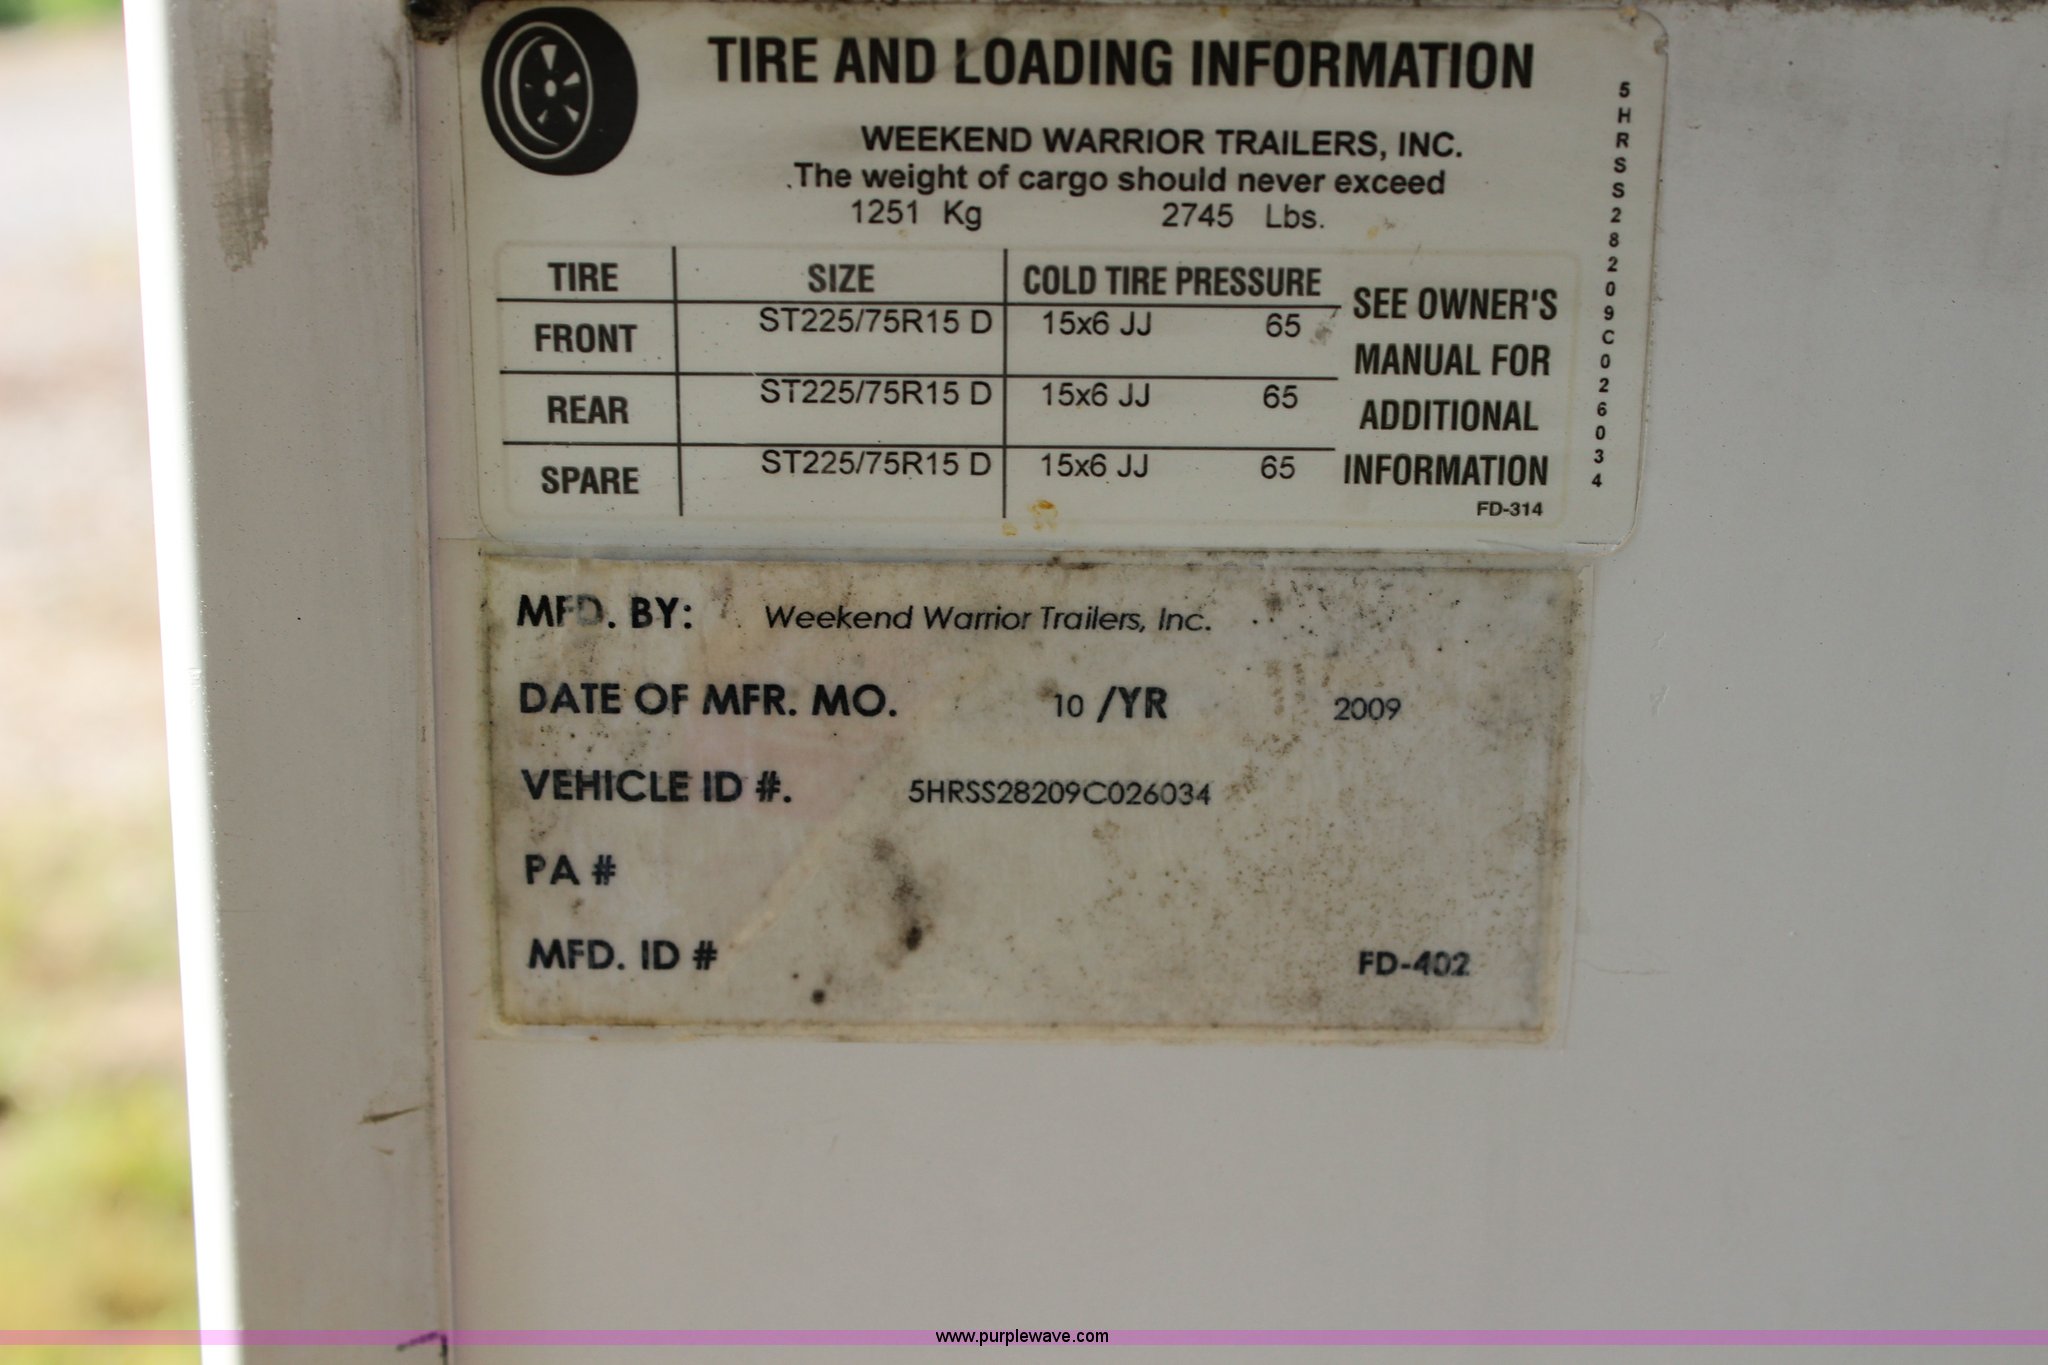 TIRE AND LOADING INFORMATION
WEEKEND WARRIOR TRAILERS, INC.
The weight of cargo should never exceed
1251 Kg 2745 Lbs.
TIRE SIZE COLD TIRE PRESSURE
FRONT ST225/75R15 D 15x6 JJ 65
REAR ST225/75R15 D 15x6 JJ 65
SPARE ST225/75R15 D 15x6 JJ 65
SEE OWNER'S
MANUAL FOR
ADDITIONAL
INFORMATION
FD-314
5HRSS28209C026034
MFD. BY: Weekend Warrior Trailers, Inc.
DATE OF MFR. MO. 10 /YR 2009
VEHICLE ID #. 5HRSS28209C026034
PA #
MFD. ID # FD-402
www.purplewave.com